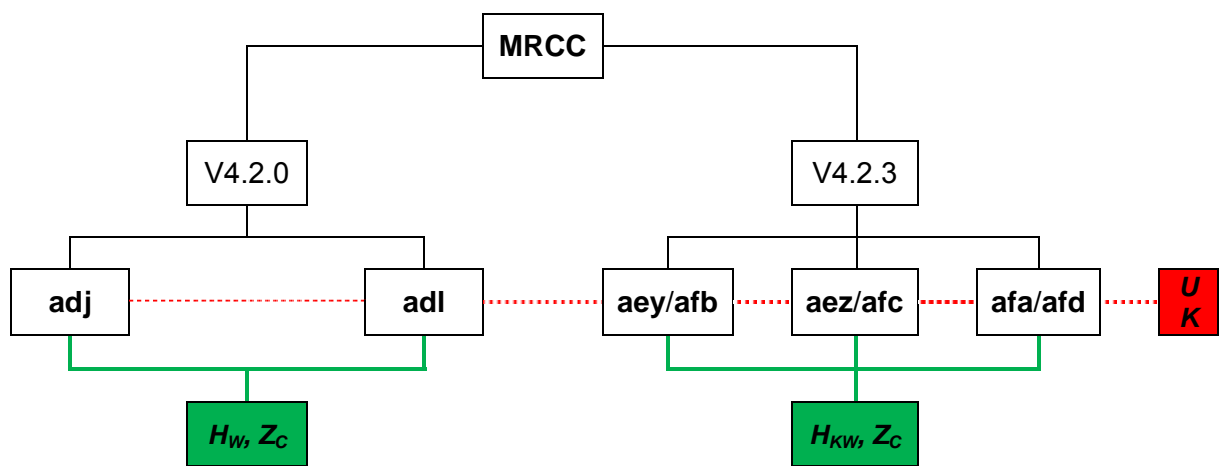 MRCC
V4.2.0
V4.2.3
adj
adl
aey/afb
aez/afc
afa/afd
U
K
H_W, Z_C
H_KW, Z_C